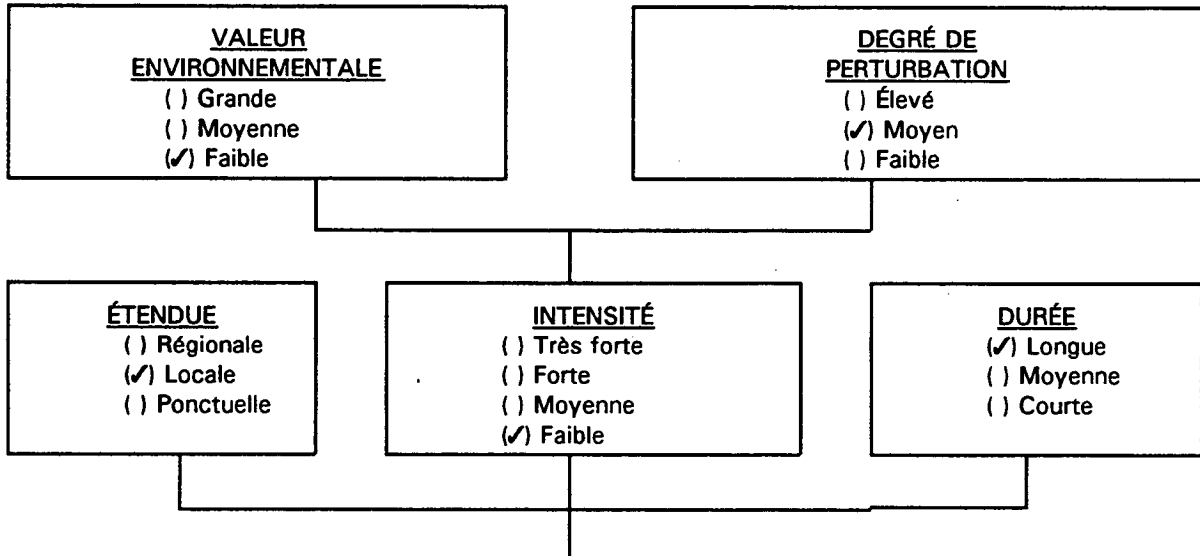 VALEUR
ENVIRONNEMENTALE
( ) Grande
( ) Moyenne
(✓) Faible
DEGRÉ DE
PERTURBATION
( ) Élevé
(✓) Moyen
( ) Faible
ÉTENDUE
( ) Régionale
(✓) Locale
( ) Ponctuelle
INTENSITÉ
( ) Très forte
( ) Forte
( ) Moyenne
(✓) Faible
DURÉE
(✓) Longue
( ) Moyenne
( ) Courte